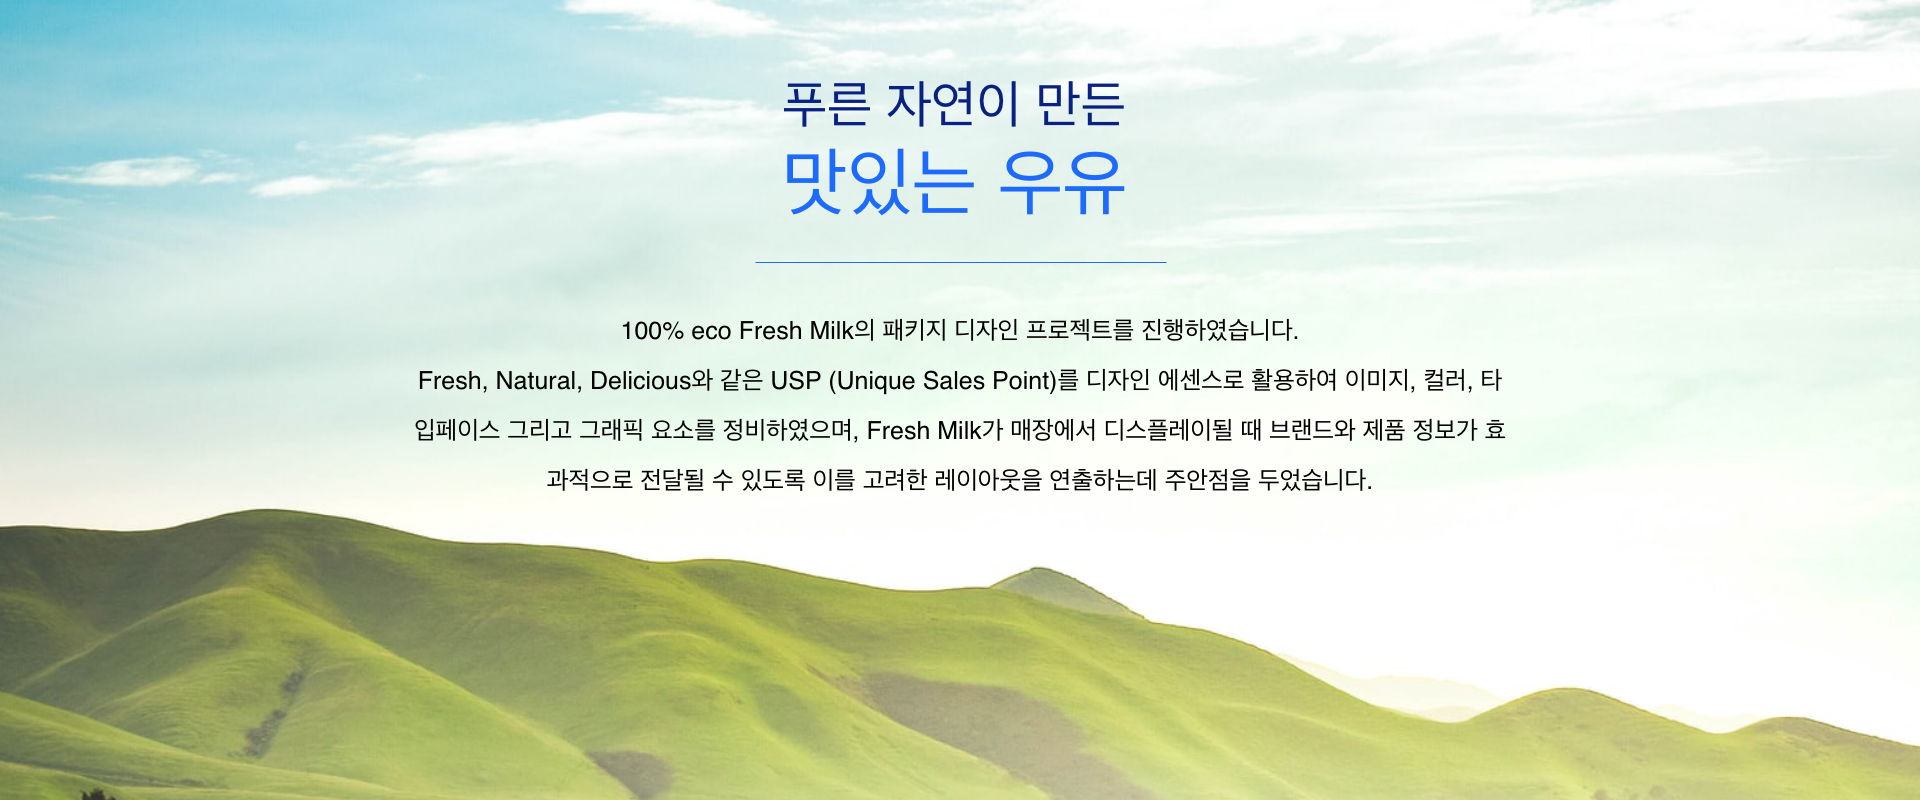 푸른 자연이 만든
맛있는 우유
100% eco Fresh Milk의 패키지 디자인 프로젝트를 진행하였습니다.
Fresh, Natural, Delicious와 같은 USP (Unique Sales Point)를 디자인 에센스로 활용하여 이미지, 컬러, 타
입페이스 그리고 그래픽 요소를 정비하였으며, Fresh Milk가 매장에서 디스플레이될 때 브랜드와 제품 정보가 효
과적으로 전달될 수 있도록 이를 고려한 레이아웃을 연출하는데 주안점을 두었습니다.